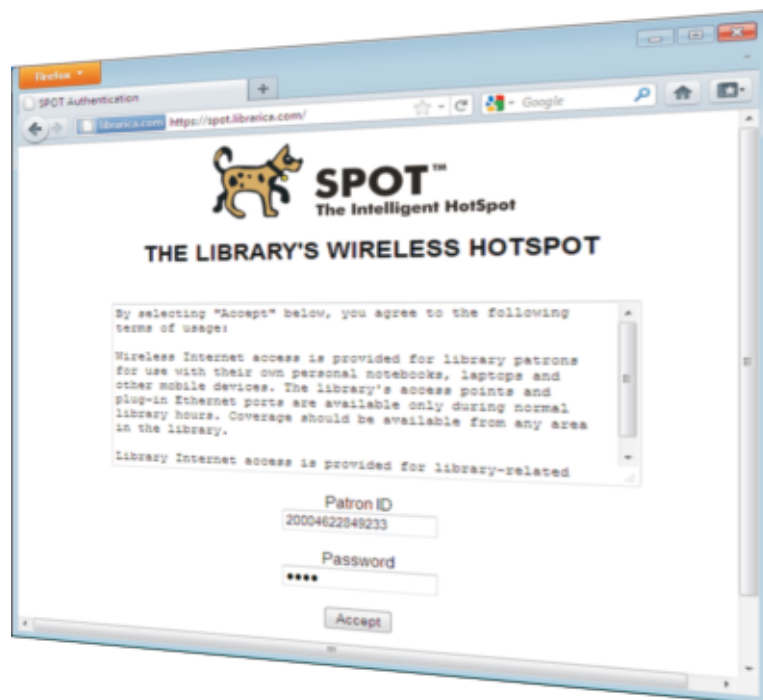 Firefox
SPOT Authentication
+
librarica.com https://spot.librarica.com/
Google
SPOT™
The Intelligent HotSpot
THE LIBRARY'S WIRELESS HOTSPOT
By selecting "Accept" below, you agree to the following
terms of usage:
Wireless Internet access is provided for library patrons
for use with their own personal notebooks, laptops and
other mobile devices. The library's access points and
plug-in Ethernet ports are available only during normal
library hours. Coverage should be available from any area
in the library.
Library Internet access is provided for library-related
Patron ID
20004622849233
Password
••••
Accept